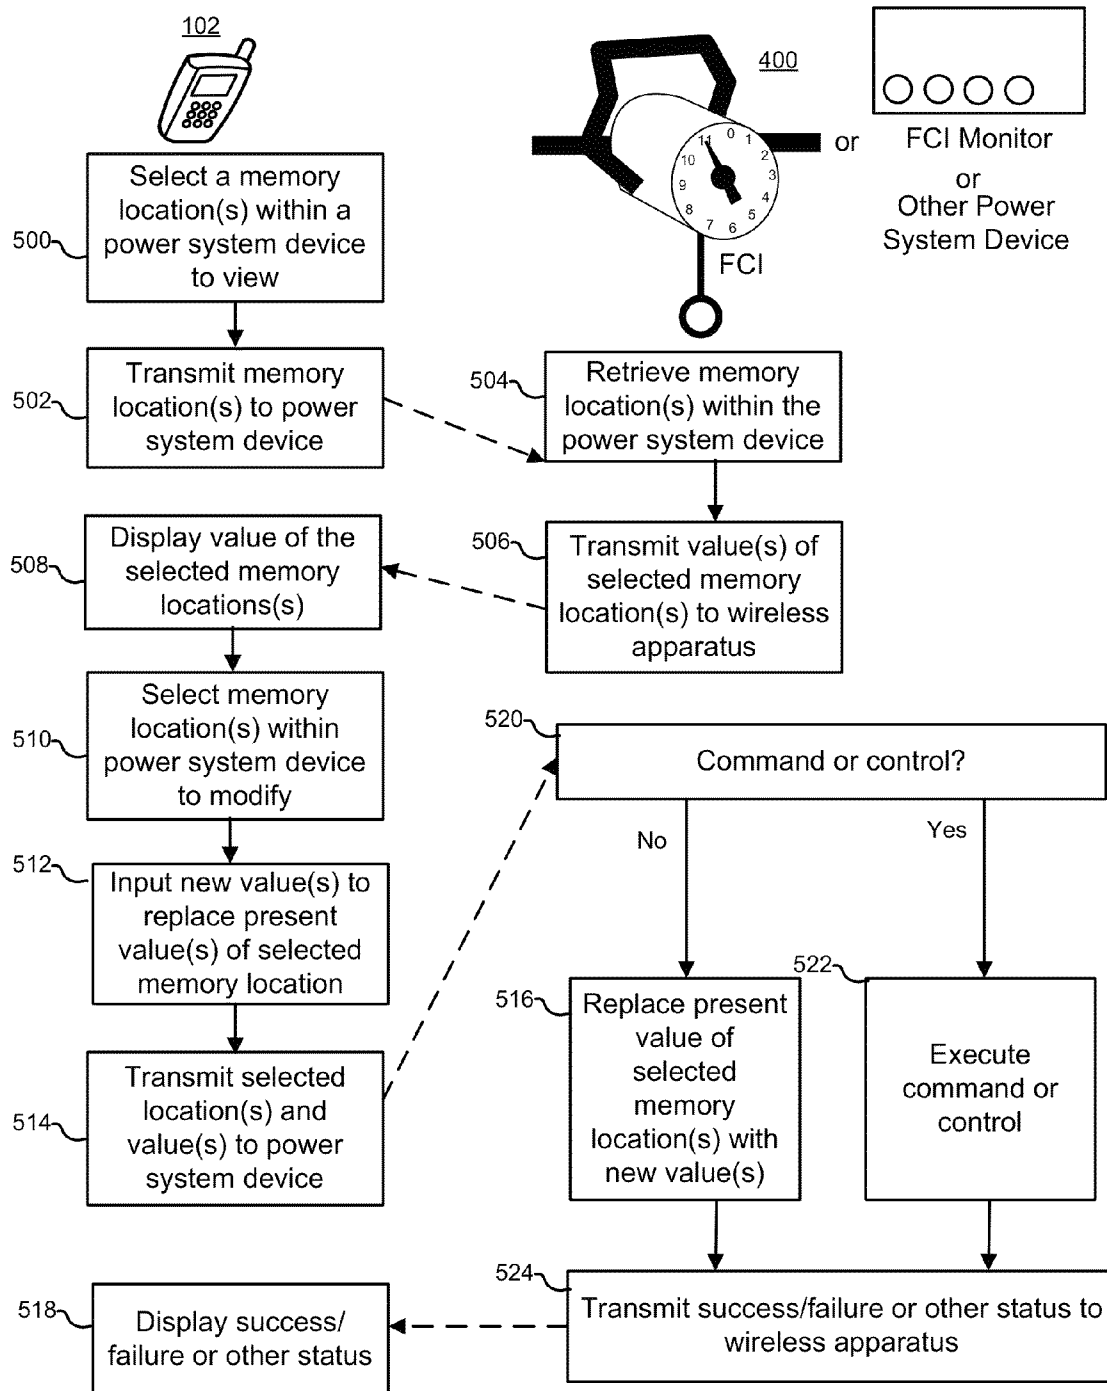 102
400
0
1
2
3
4
5
6
7
8
9
10
11
FCI
or
FCI Monitor
or
Other Power
System Device
500
Select a memory
location(s) within a
power system device
to view
502
Transmit memory
location(s) to power
system device
504
Retrieve memory
location(s) within the
power system device
506
Transmit value(s) of
selected memory
location(s) to wireless
apparatus
508
Display value of the
selected memory
locations(s)
510
Select memory
location(s) within
power system device
to modify
512
Input new value(s) to
replace present
value(s) of selected
memory location
514
Transmit selected
location(s) and
value(s) to power
system device
520
Command or control?
No
Yes
516
Replace present
value of
selected
memory
location(s) with
new value(s)
522
Execute
command or
control
524
Transmit success/failure or other status to
wireless apparatus
518
Display success/
failure or other status